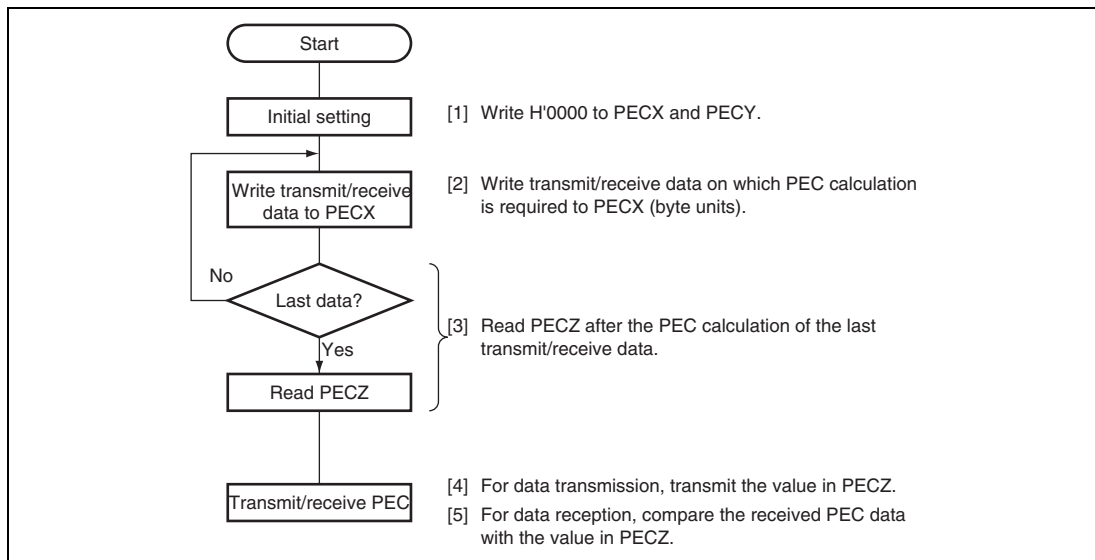 Start
Initial setting
[1] Write H'0000 to PECX and PECY.
Write transmit/receive
data to PECX
[2] Write transmit/receive data on which PEC calculation
is required to PECX (byte units).
No
Last data?
Yes
[3] Read PECZ after the PEC calculation of the last
transmit/receive data.
Read PECZ
Transmit/receive PEC
[4] For data transmission, transmit the value in PECZ.
[5] For data reception, compare the received PEC data
with the value in PECZ.